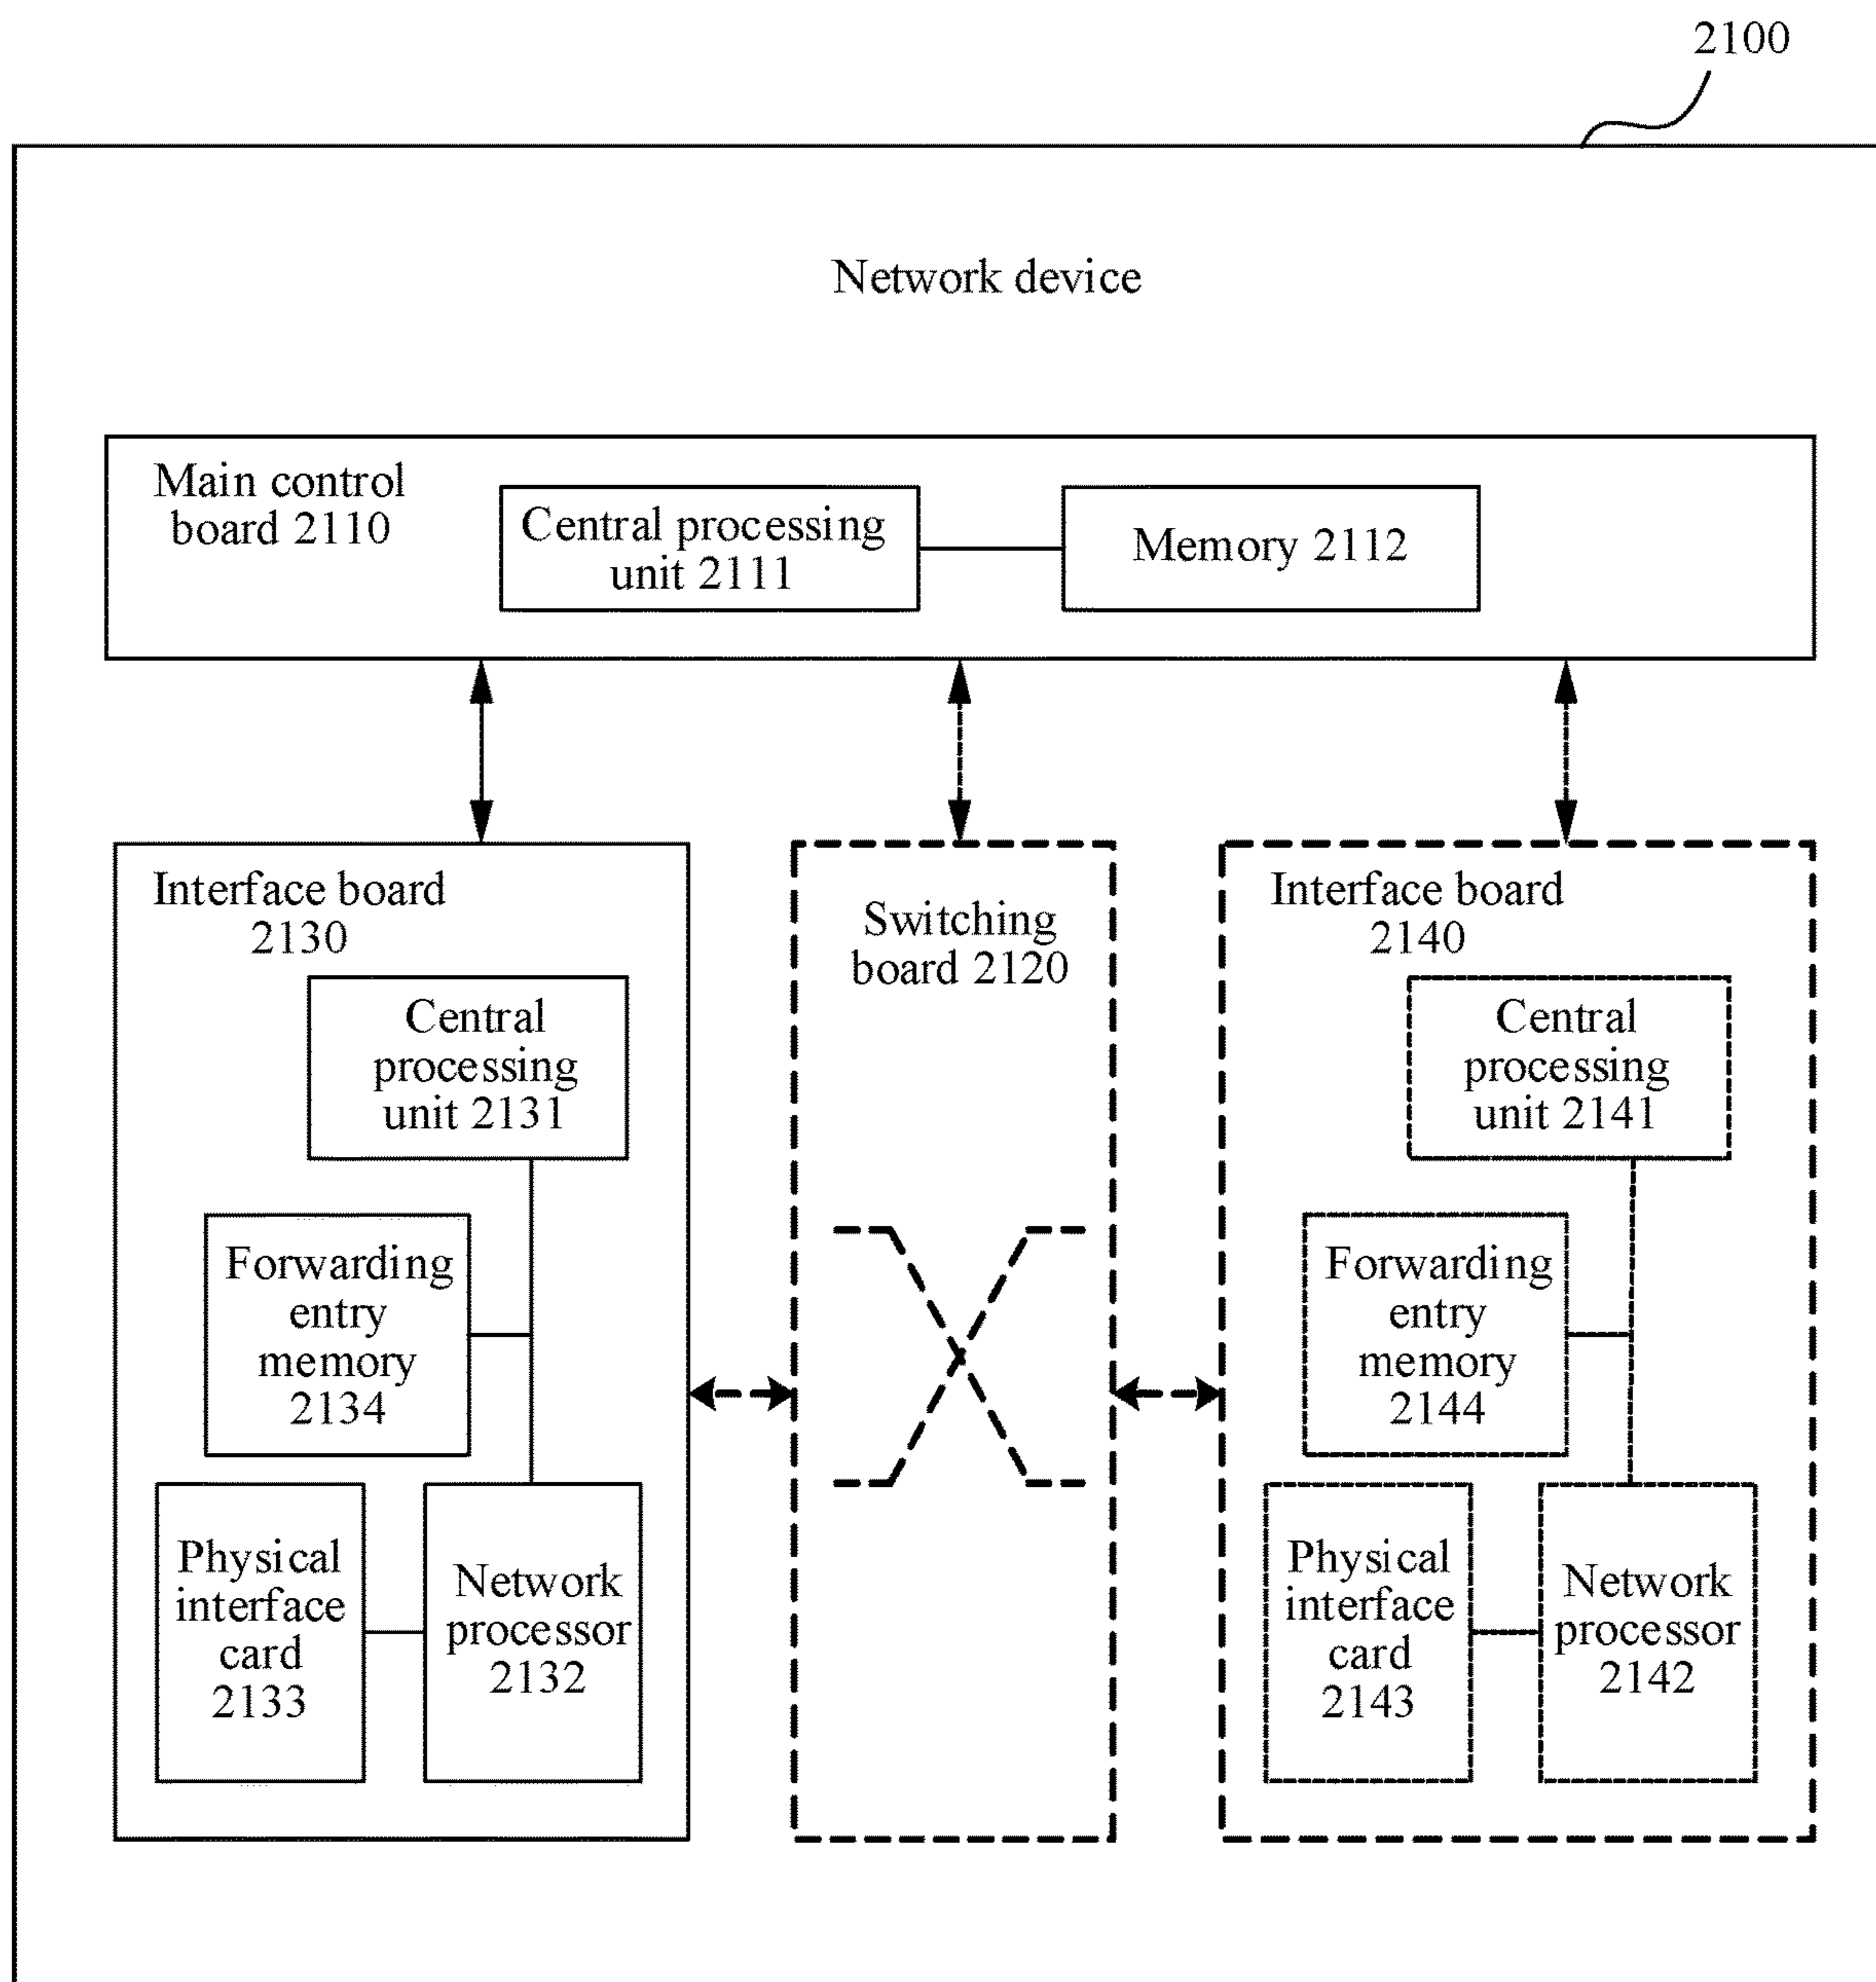 2100
Network device
Main control
board 2110
Central processing
unit 2111
Memory 2112
Interface board
2130
Central
processing
unit 2131
Forwarding
entry
memory
2134
Physical
interface
card
2133
Network
processor
2132
Switching
board 2120
Interface board
2140
Central
processing
unit 2141
Forwarding
entry
memory
2144
Physical
interface
card
2143
Network
processor
2142